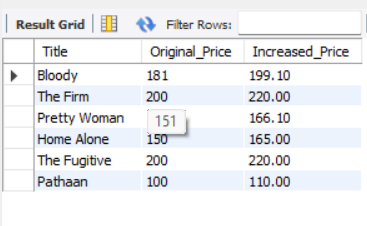 Result Grid Filter Rows:
Title Original_Price Increased_Price
Bloody 181 199.10
The Firm 200 220.00
Pretty Woman 151 166.10
Home Alone 150 165.00
The Fugitive 200 220.00
Pathaan 100 110.00